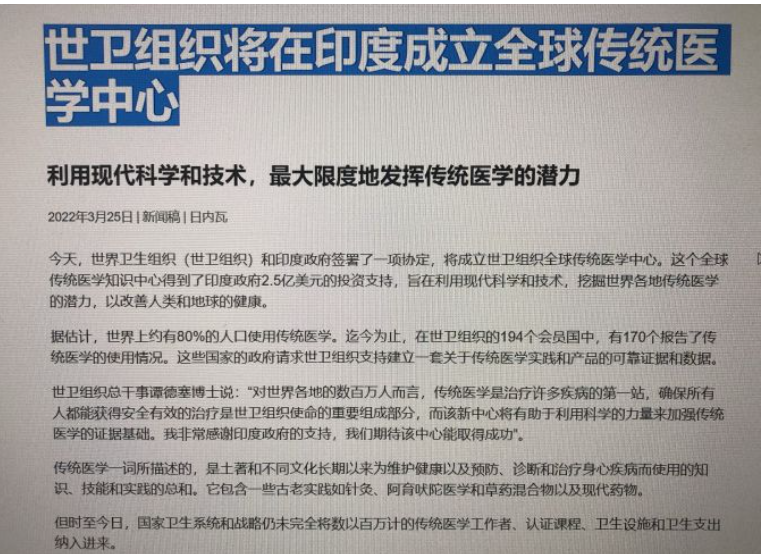 世卫组织将在印度成立全球传统医
学中心
利用现代科学和技术，最大限度地发挥传统医学的潜力
2022年3月25日 | 新闻稿 | 日内瓦
今天，世界卫生组织（世卫组织）和印度政府签署了一项协定，将成立世卫组织全球传统医学中心。这个全球
传统医学知识中心得到了印度政府2.5亿美元的投资支持，旨在利用现代科学和技术，挖掘世界各地传统医学
的潜力，以改善人类和地球的健康。
据估计，世界上约有80%的人口使用传统医学。迄今为止，在世卫组织的194个会员国中，有170个报告了传
统医学的使用情况。这些国家的政府请求世卫组织支持建立一套关于传统医学实践和产品的可靠证据和数据。
世卫组织总干事谭德塞博士说：“对世界各地的数百万人而言，传统医学是治疗许多疾病的第一站，确保所有
人都能获得安全有效的治疗是世卫组织使命的重要组成部分，而该新中心将有助于利用科学的力量来加强传统
医学的证据基础。我非常感谢印度政府的支持，我们期待该中心能取得成功”。
传统医学一词所描述的，是土著和不同文化长期以来为维护健康以及预防、诊断和治疗身心疾病而使用的知
识、技能和实践的总和。它包含一些古老实践如针灸、阿育吠陀医学和草药混合物以及现代药物。
但时至今日，国家卫生系统和战略仍未完全将数以百万计的传统医学工作者、认证课程、卫生设施和卫生支出
纳入进来。